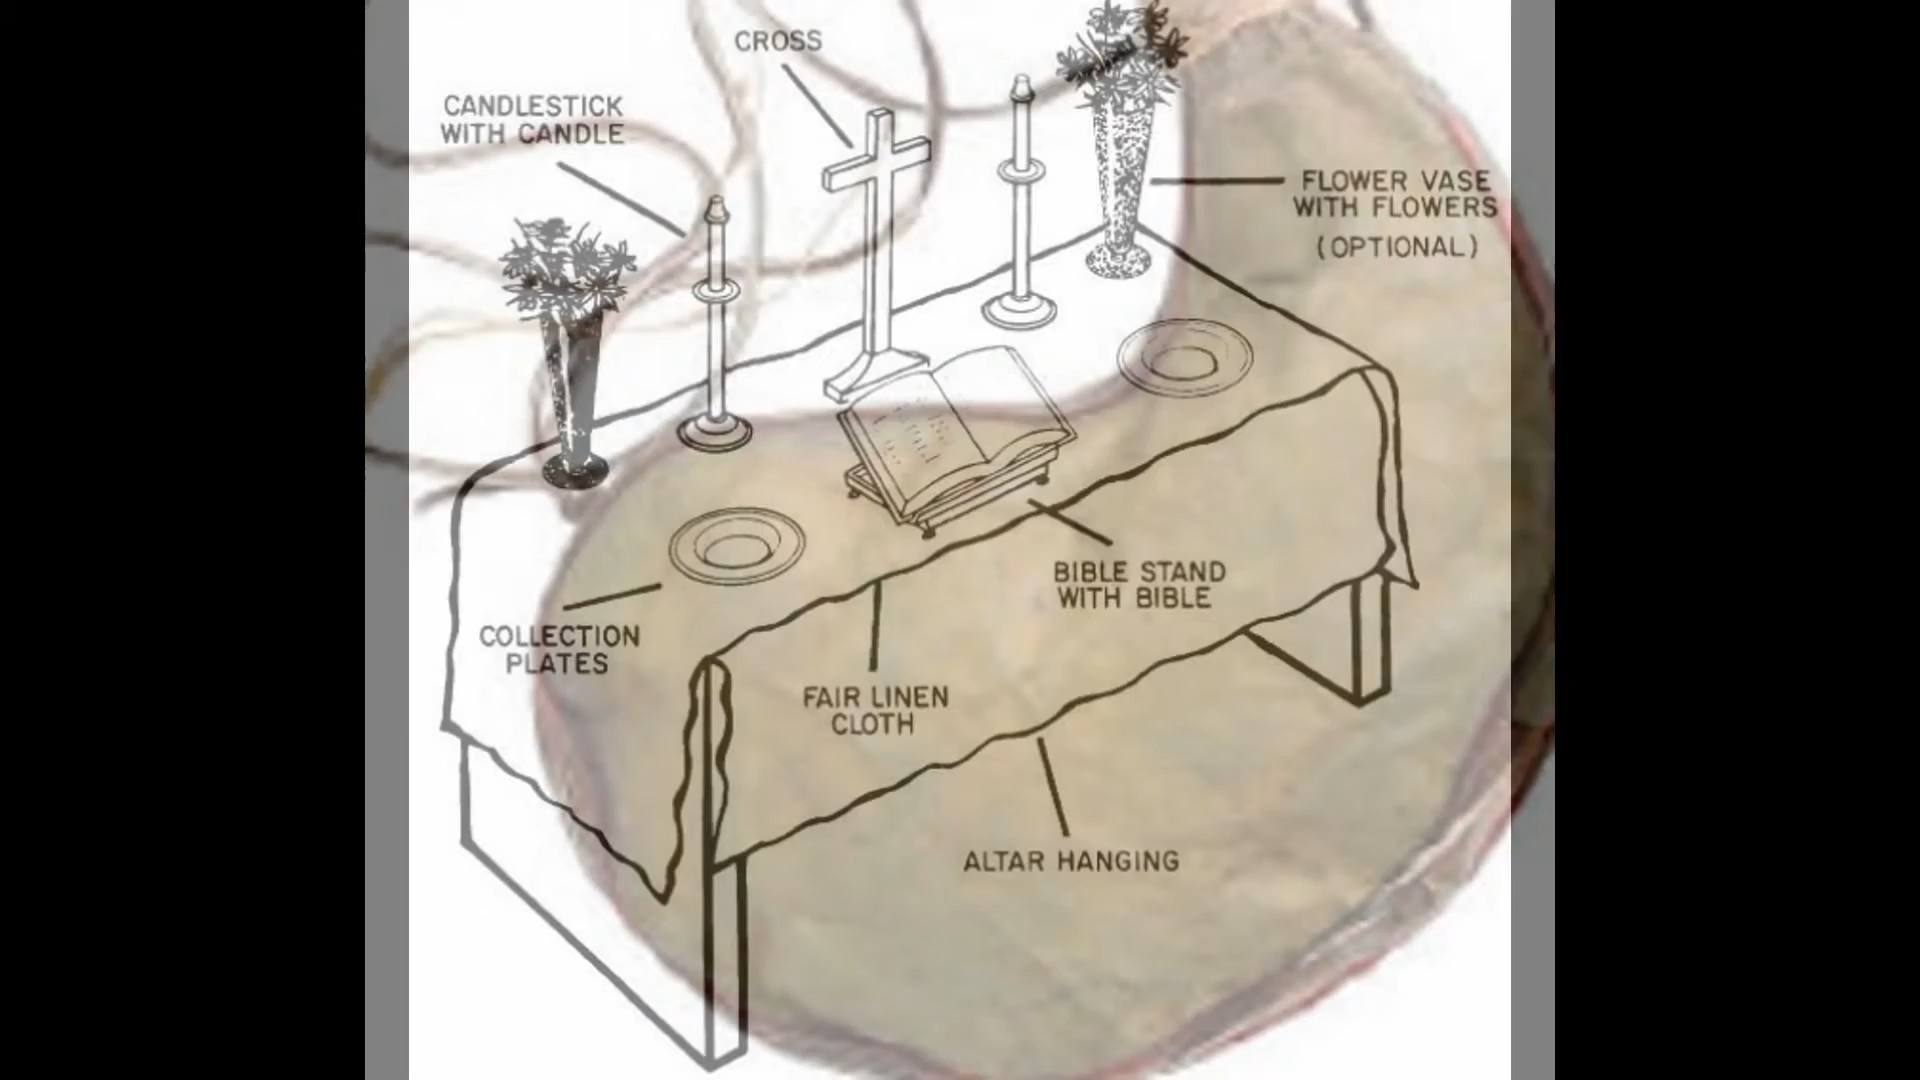 CROSS
CANDLESTICK
WITH CANDLE
FLOWER VASE
WITH FLOWERS
(OPTIONAL)
BIBLE STAND
WITH BIBLE
COLLECTION
PLATES
FAIR LINEN
CLOTH
ALTAR HANGING